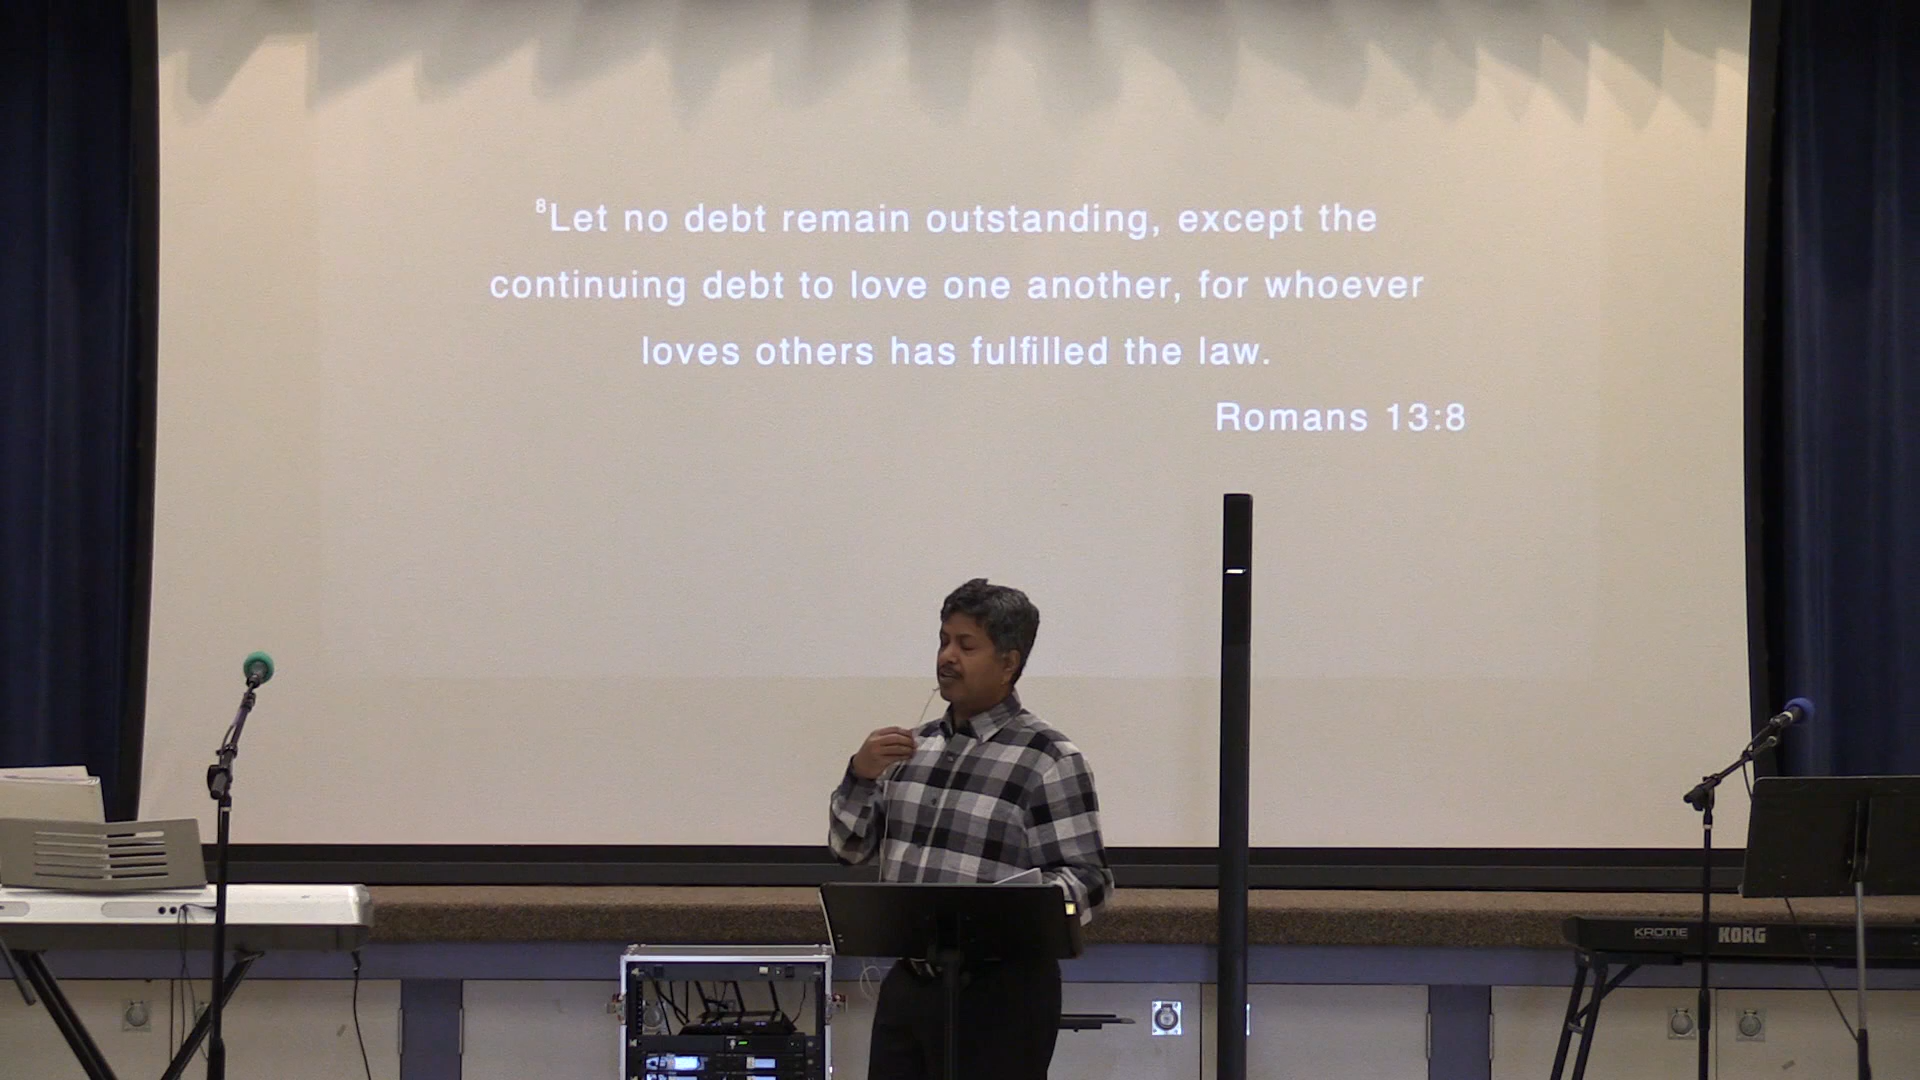 ⁸Let no debt remain outstanding, except the
continuing debt to love one another, for whoever
loves others has fulfilled the law.
Romans 13:8
KROME
KORG